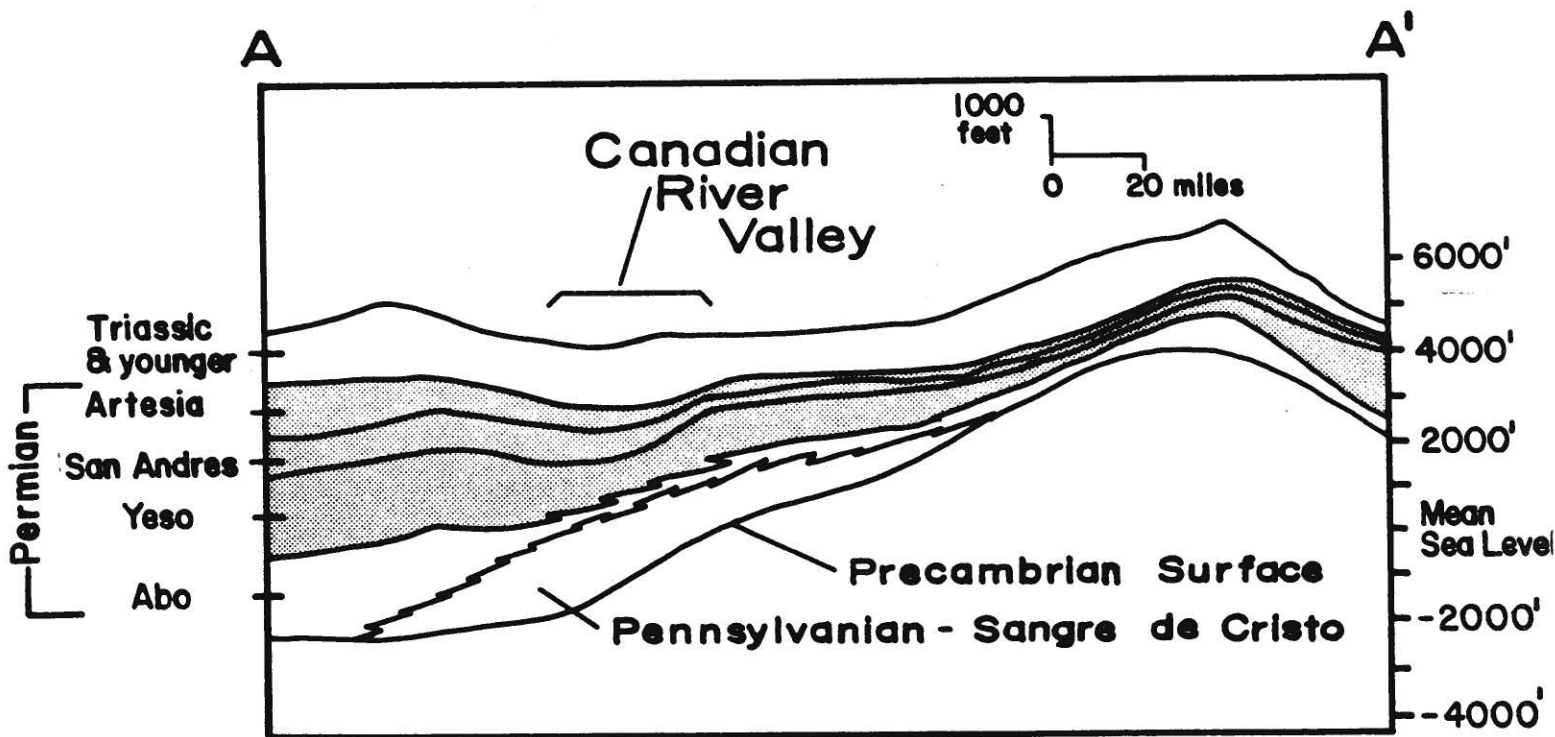 A
A'
1000
feet
0
20 miles
Canadian
River
Valley
6000'
4000'
2000'
Mean
Sea Level
-2000'
-4000'
Triassic
& younger
Permian
Artesia
San Andres
Yeso
Abo
Precambrian Surface
Pennsylvanian - Sangre de Cristo